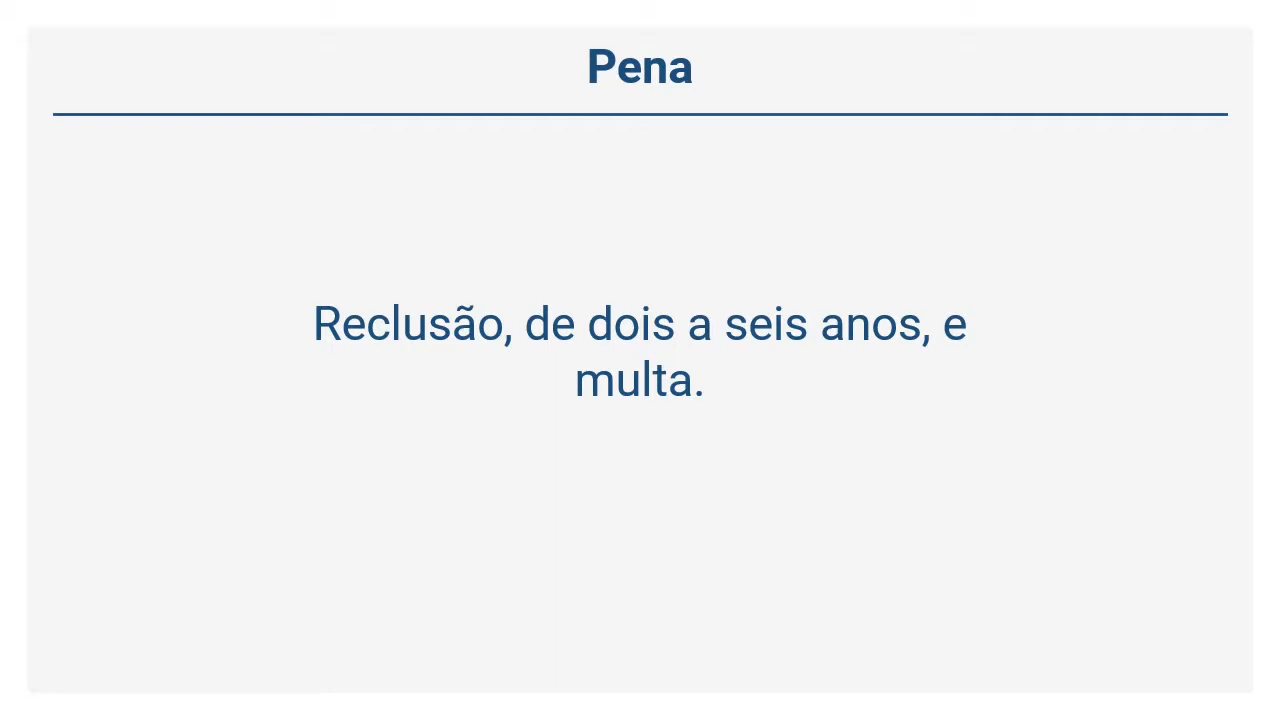 Pena
Reclusão, de dois a seis anos, e
multa.